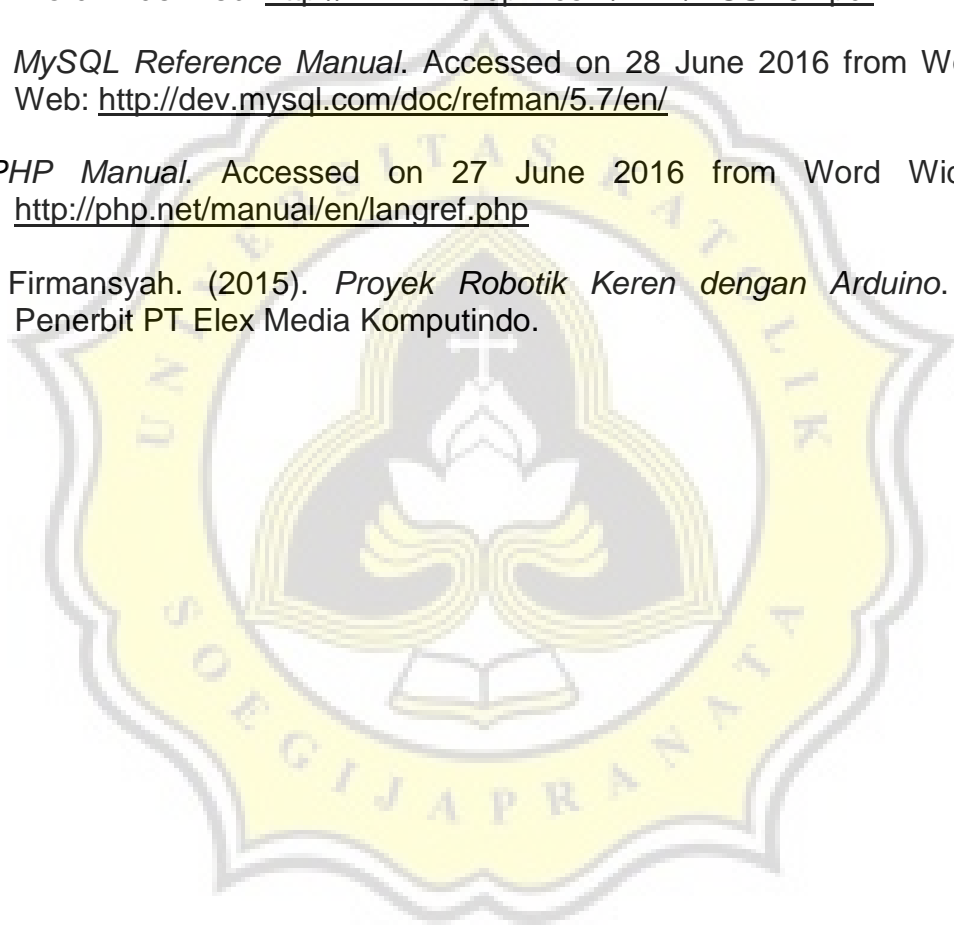 MySQL Reference Manual. Accessed on 28 June 2016 from
Web: http://dev.mysql.com/doc/refman/5.7/en/
PHP Manual. Accessed on 27 June 2016 from Word
http://php.net/manual/en/langref.php
Firmansyah. (2015). Proyek Robotik Keren dengan Arduino.
Penerbit PT Elex Media Komputindo.
UNIVERSITAS KATOLIK
SOEGIJAPRANATA